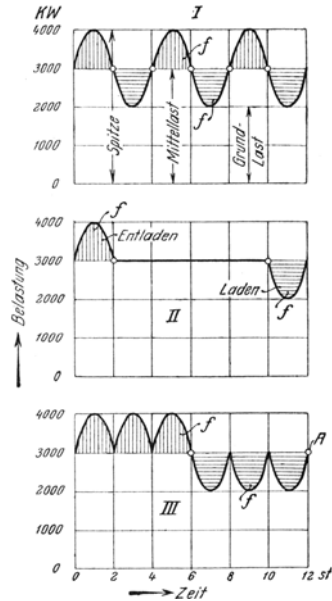 KW
I
4000
3000
2000
1000
0
f
f
Spitze
Mittellast
Grund-
Last
4000
3000
2000
1000
0
f
Entladen
Laden
f
II
Belastung
4000
3000
2000
1000
0
f
f
A
III
0 2 4 6 8 10 12 st
Zeit